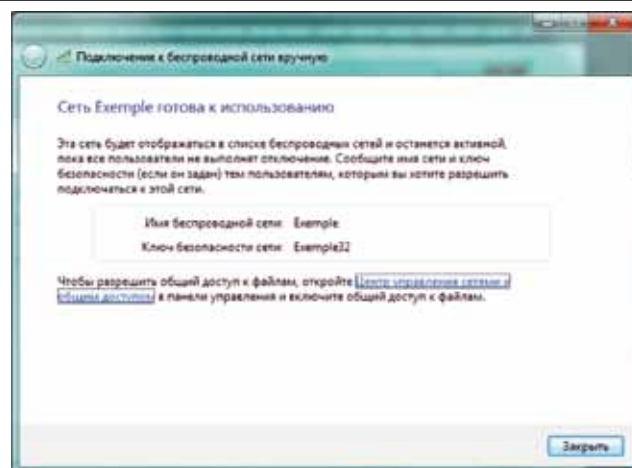 Подключение к беспроводной сети вручную
Сеть Exemple готова к использованию
Эта сеть будет отображаться в списке беспроводных сетей и останется активной,
пока все пользователи не выполнят отключение. Сообщите имя сети и ключ
безопасности (если он задан) тем пользователям, которым вы хотите разрешить
подключаться к этой сети.
Имя беспроводной сети: Exemple
Ключ безопасности сети: Exemple32
Чтобы разрешить общий доступ к файлам, откройте Центр управления сетями и
общим доступом в панели управления и включите общий доступ к файлам.
Закрыть